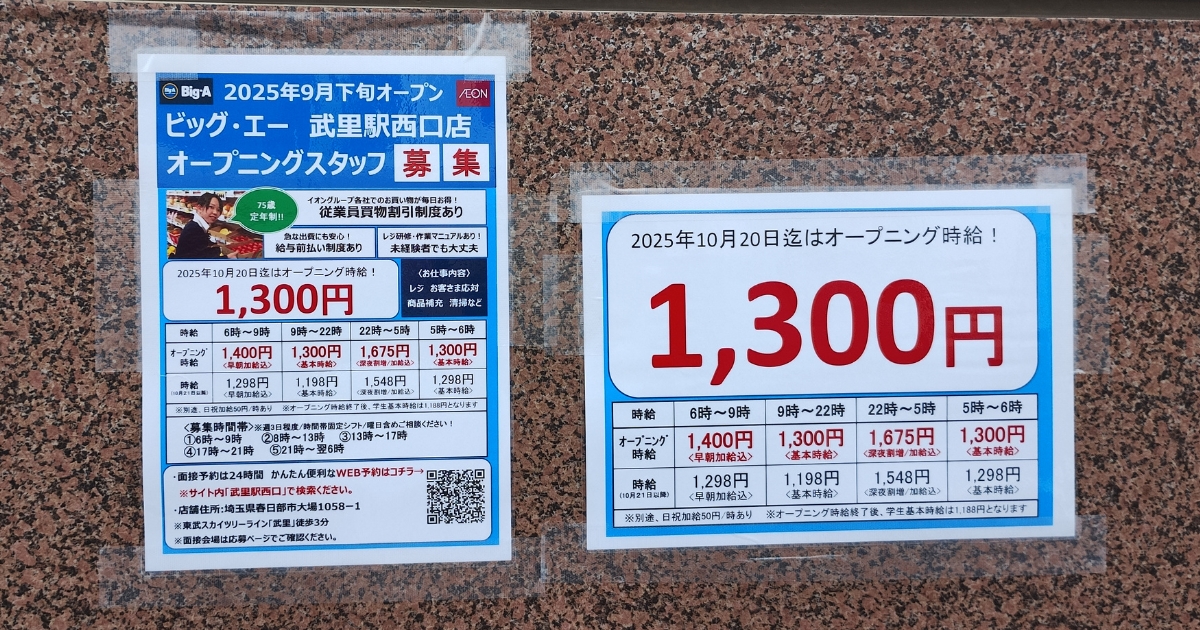 Big-A 2025年9月下旬オープン ÆON
ビッグ・エー 武里駅西口店
オープニングスタッフ 募集
75歳
定年制!!
イオングループ各社でのお買い物が毎日お得!
従業員買物割引制度あり
急な出費にも安心!
給与前払い制度あり
レジ研修・作業マニュアルあり!
未経験者でも大丈夫
2025年10月20日迄はオープニング時給!
1,300円
〈お仕事内容〉
レジ お客さま応対
商品補充 清掃など
時給 6時~9時 9時~22時 22時~5時 5時~6時
オープニング時給 1,400円<早朝加給込> 1,300円<基本時給> 1,675円<深夜割増/加給込> 1,300円<基本時給>
時給(10月21日以降) 1,298円<早朝加給込> 1,198円<基本時給> 1,548円<深夜割増/加給込> 1,298円<基本時給>
※別途、日祝加給50円/時あり ※オープニング時給終了後、学生基本時給は1,188円となります
<募集時間帯>※週3日程度/時間帯固定シフト/曜日含めご相談ください!
①6時~9時 ②8時~13時 ③13時~17時
④17時~21時 ⑤21時~翌6時
・面接予約は24時間 かんたん便利なWEB予約はコチラ→
※サイト内「武里駅西口」で検索ください。
・店舗住所:埼玉県春日部市大場1058-1
※東武スカイツリーライン「武里」徒歩3分
※面接会場は応募ページでご確認ください。
2025年10月20日迄はオープニング時給!
1,300円
時給 6時~9時 9時~22時 22時~5時 5時~6時
オープニング時給 1,400円<早朝加給込> 1,300円<基本時給> 1,675円<深夜割増/加給込> 1,300円<基本時給>
時給(10月21日以降) 1,298円<早朝加給込> 1,198円<基本時給> 1,548円<深夜割増/加給込> 1,298円<基本時給>
※別途、日祝加給50円/時あり ※オープニング時給終了後、学生基本時給は1,188円となります